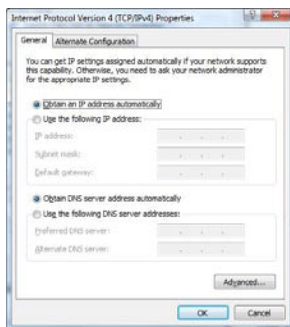 Internet Protocol Version 4 (TCP/IPv4) Properties
General
Alternate Configuration
You can get IP settings assigned automatically if your network supports
this capability. Otherwise, you need to ask your network administrator
for the appropriate IP settings.
Obtain an IP address automatically
Use the following IP address:
IP address:
Subnet mask:
Default gateway:
Obtain DNS server address automatically
Use the following DNS server addresses:
Preferred DNS server:
Alternate DNS server:
Advanced...
OK
Cancel